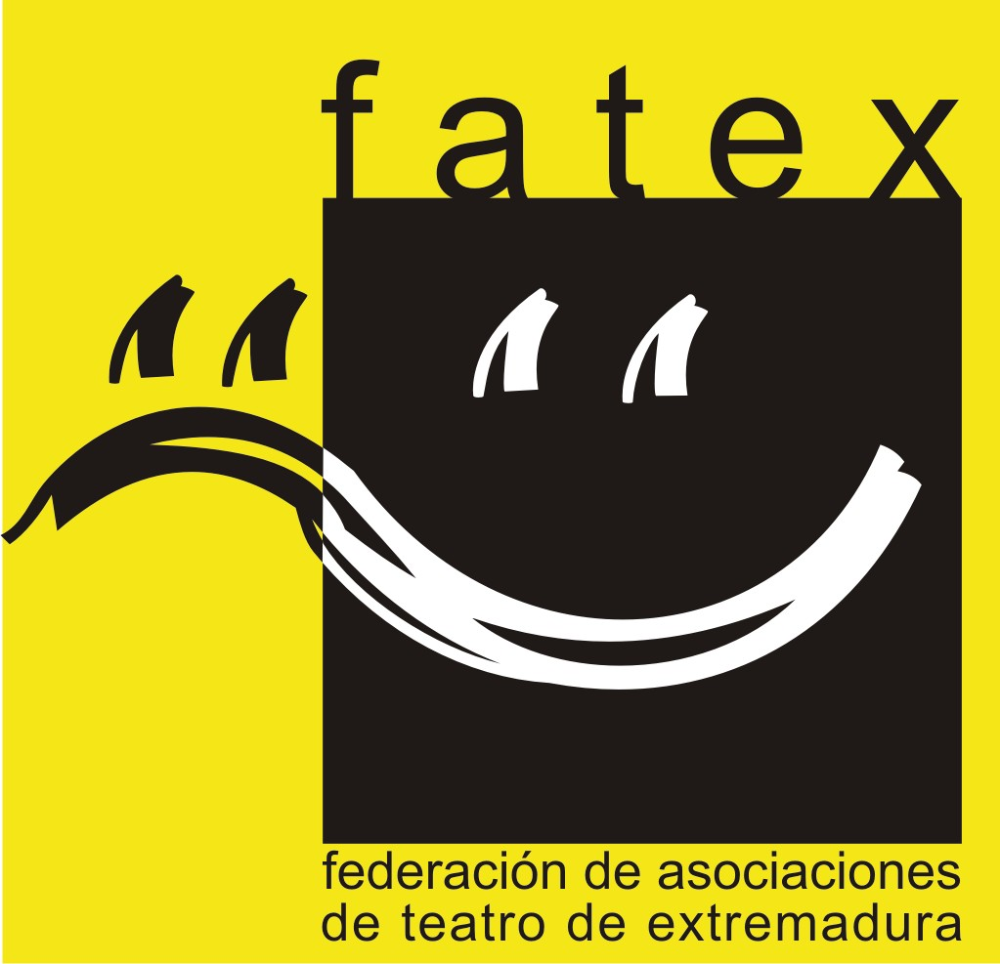 fatex
federación de asociaciones
de teatro de extremadura